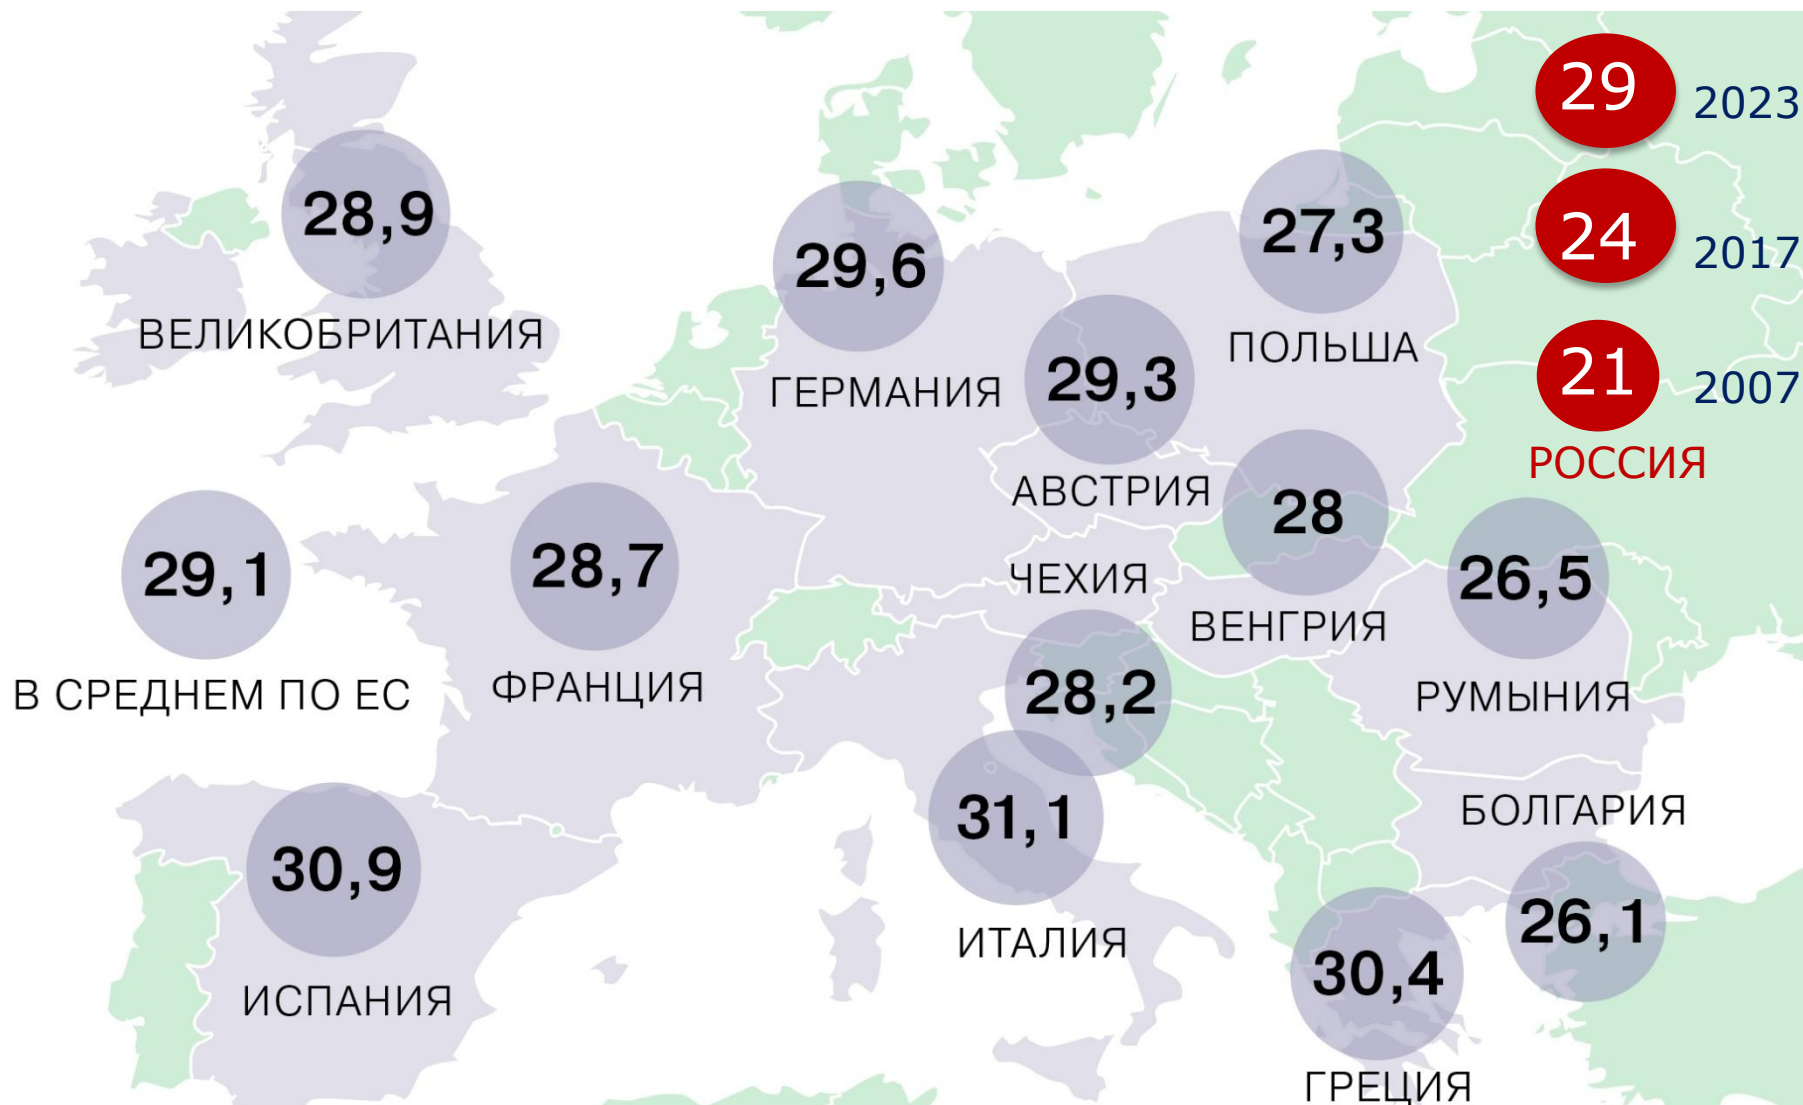 29 2023
24 2017
21 2007
РОССИЯ
28,9
ВЕЛИКОБРИТАНИЯ
29,6
ГЕРМАНИЯ
27,3
ПОЛЬША
29,3
АВСТРИЯ
28
ЧЕХИЯ
ВЕНГРИЯ
29,1
В СРЕДНЕМ ПО ЕС
28,7
ФРАНЦИЯ
26,5
РУМЫНИЯ
28,2
31,1
ИТАЛИЯ
БОЛГАРИЯ
26,1
30,9
ИСПАНИЯ
30,4
ГРЕЦИЯ